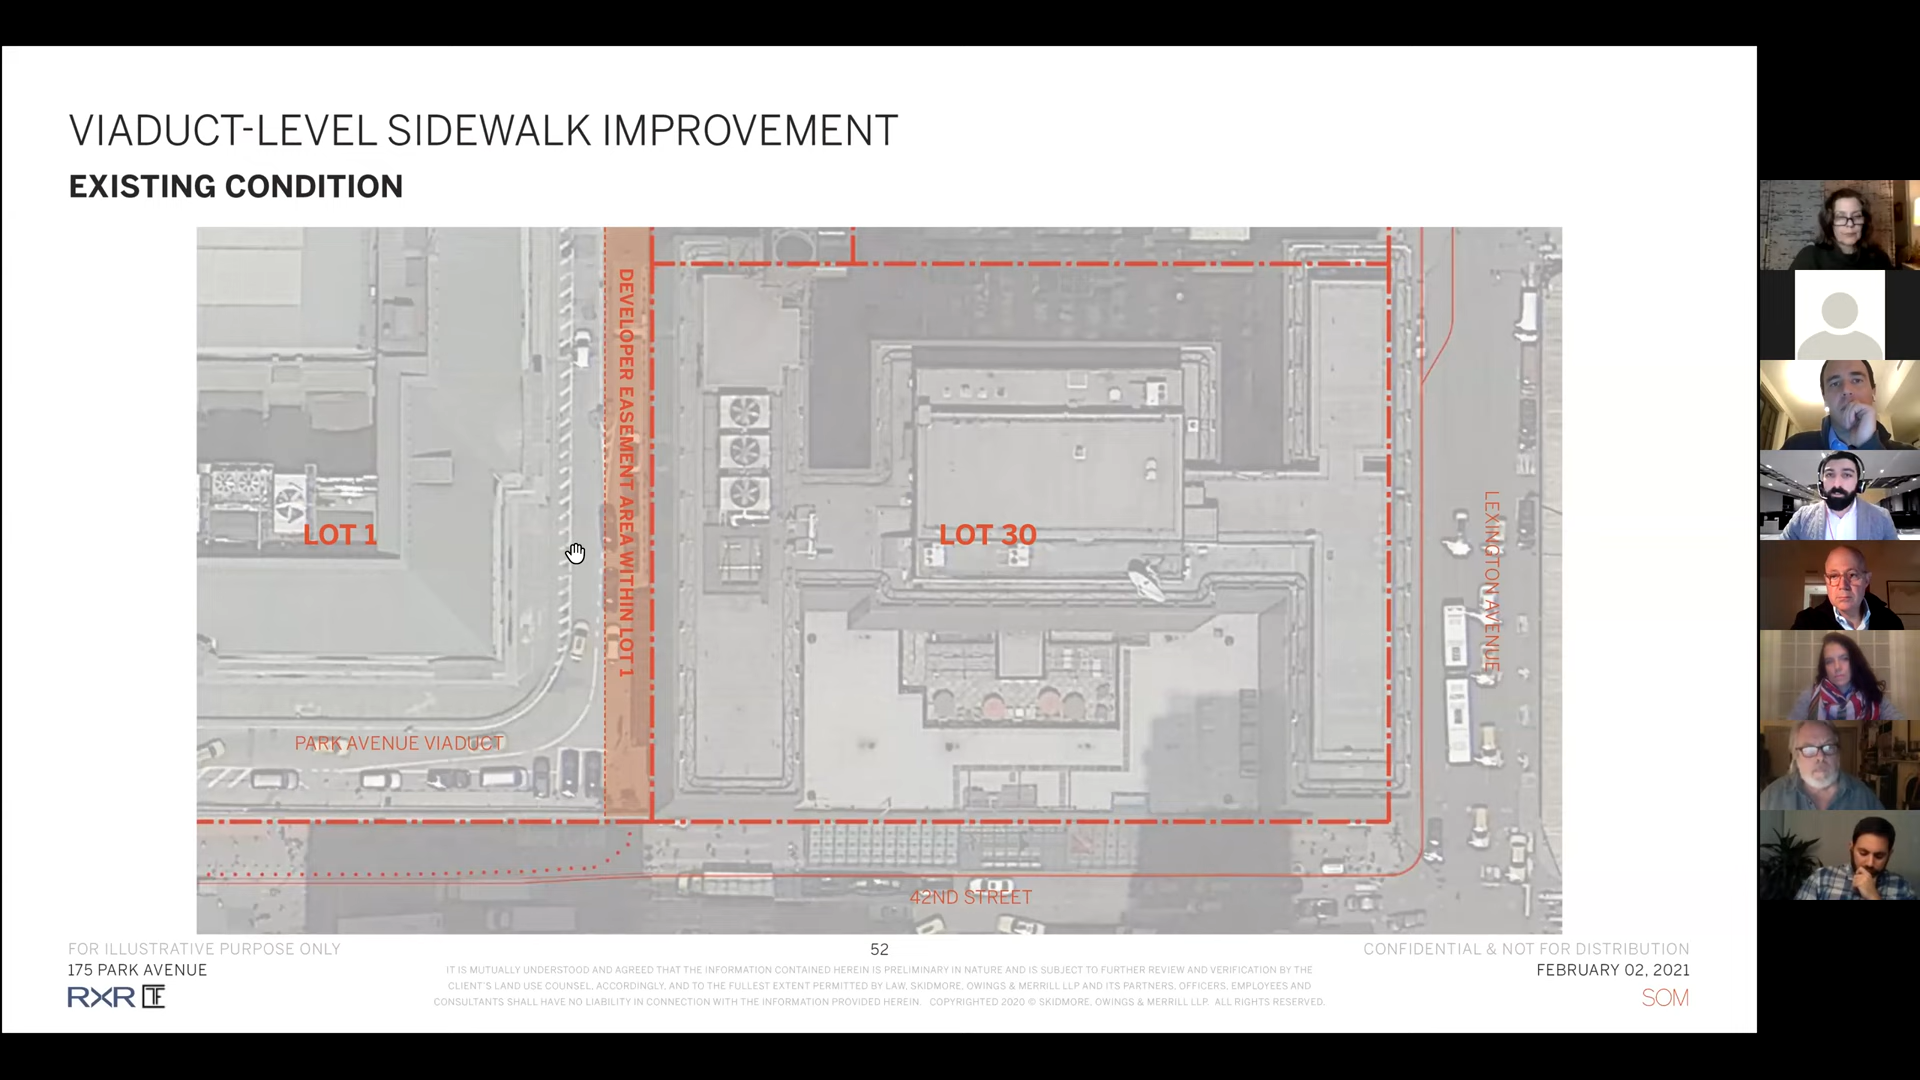 VIADUCT-LEVEL SIDEWALK IMPROVEMENT
EXISTING CONDITION
DEVELOPER EASEMENT AREA WITHIN LOT 1
LOT 1
LOT 30
LEXINGTON AVENUE
PARK AVENUE VIADUCT
42ND STREET
FOR ILLUSTRATIVE PURPOSE ONLY
175 PARK AVENUE
RXR TF
52
IT IS MUTUALLY UNDERSTOOD AND AGREED THAT THE INFORMATION CONTAINED HEREIN IS PRELIMINARY IN NATURE AND IS SUBJECT TO FURTHER REVIEW AND VERIFICATION BY THE
CLIENT'S LAND USE COUNSEL. ACCORDINGLY, AND TO THE FULLEST EXTENT PERMITTED BY LAW, SKIDMORE, OWINGS & MERRILL LLP AND ITS PARTNERS, OFFICERS, EMPLOYEES AND
CONSULTANTS SHALL HAVE NO LIABILITY IN CONNECTION WITH THE INFORMATION PROVIDED HEREIN. COPYRIGHTED 2020 © SKIDMORE, OWINGS & MERRILL LLP. ALL RIGHTS RESERVED.
CONFIDENTIAL & NOT FOR DISTRIBUTION
FEBRUARY 02, 2021
SOM